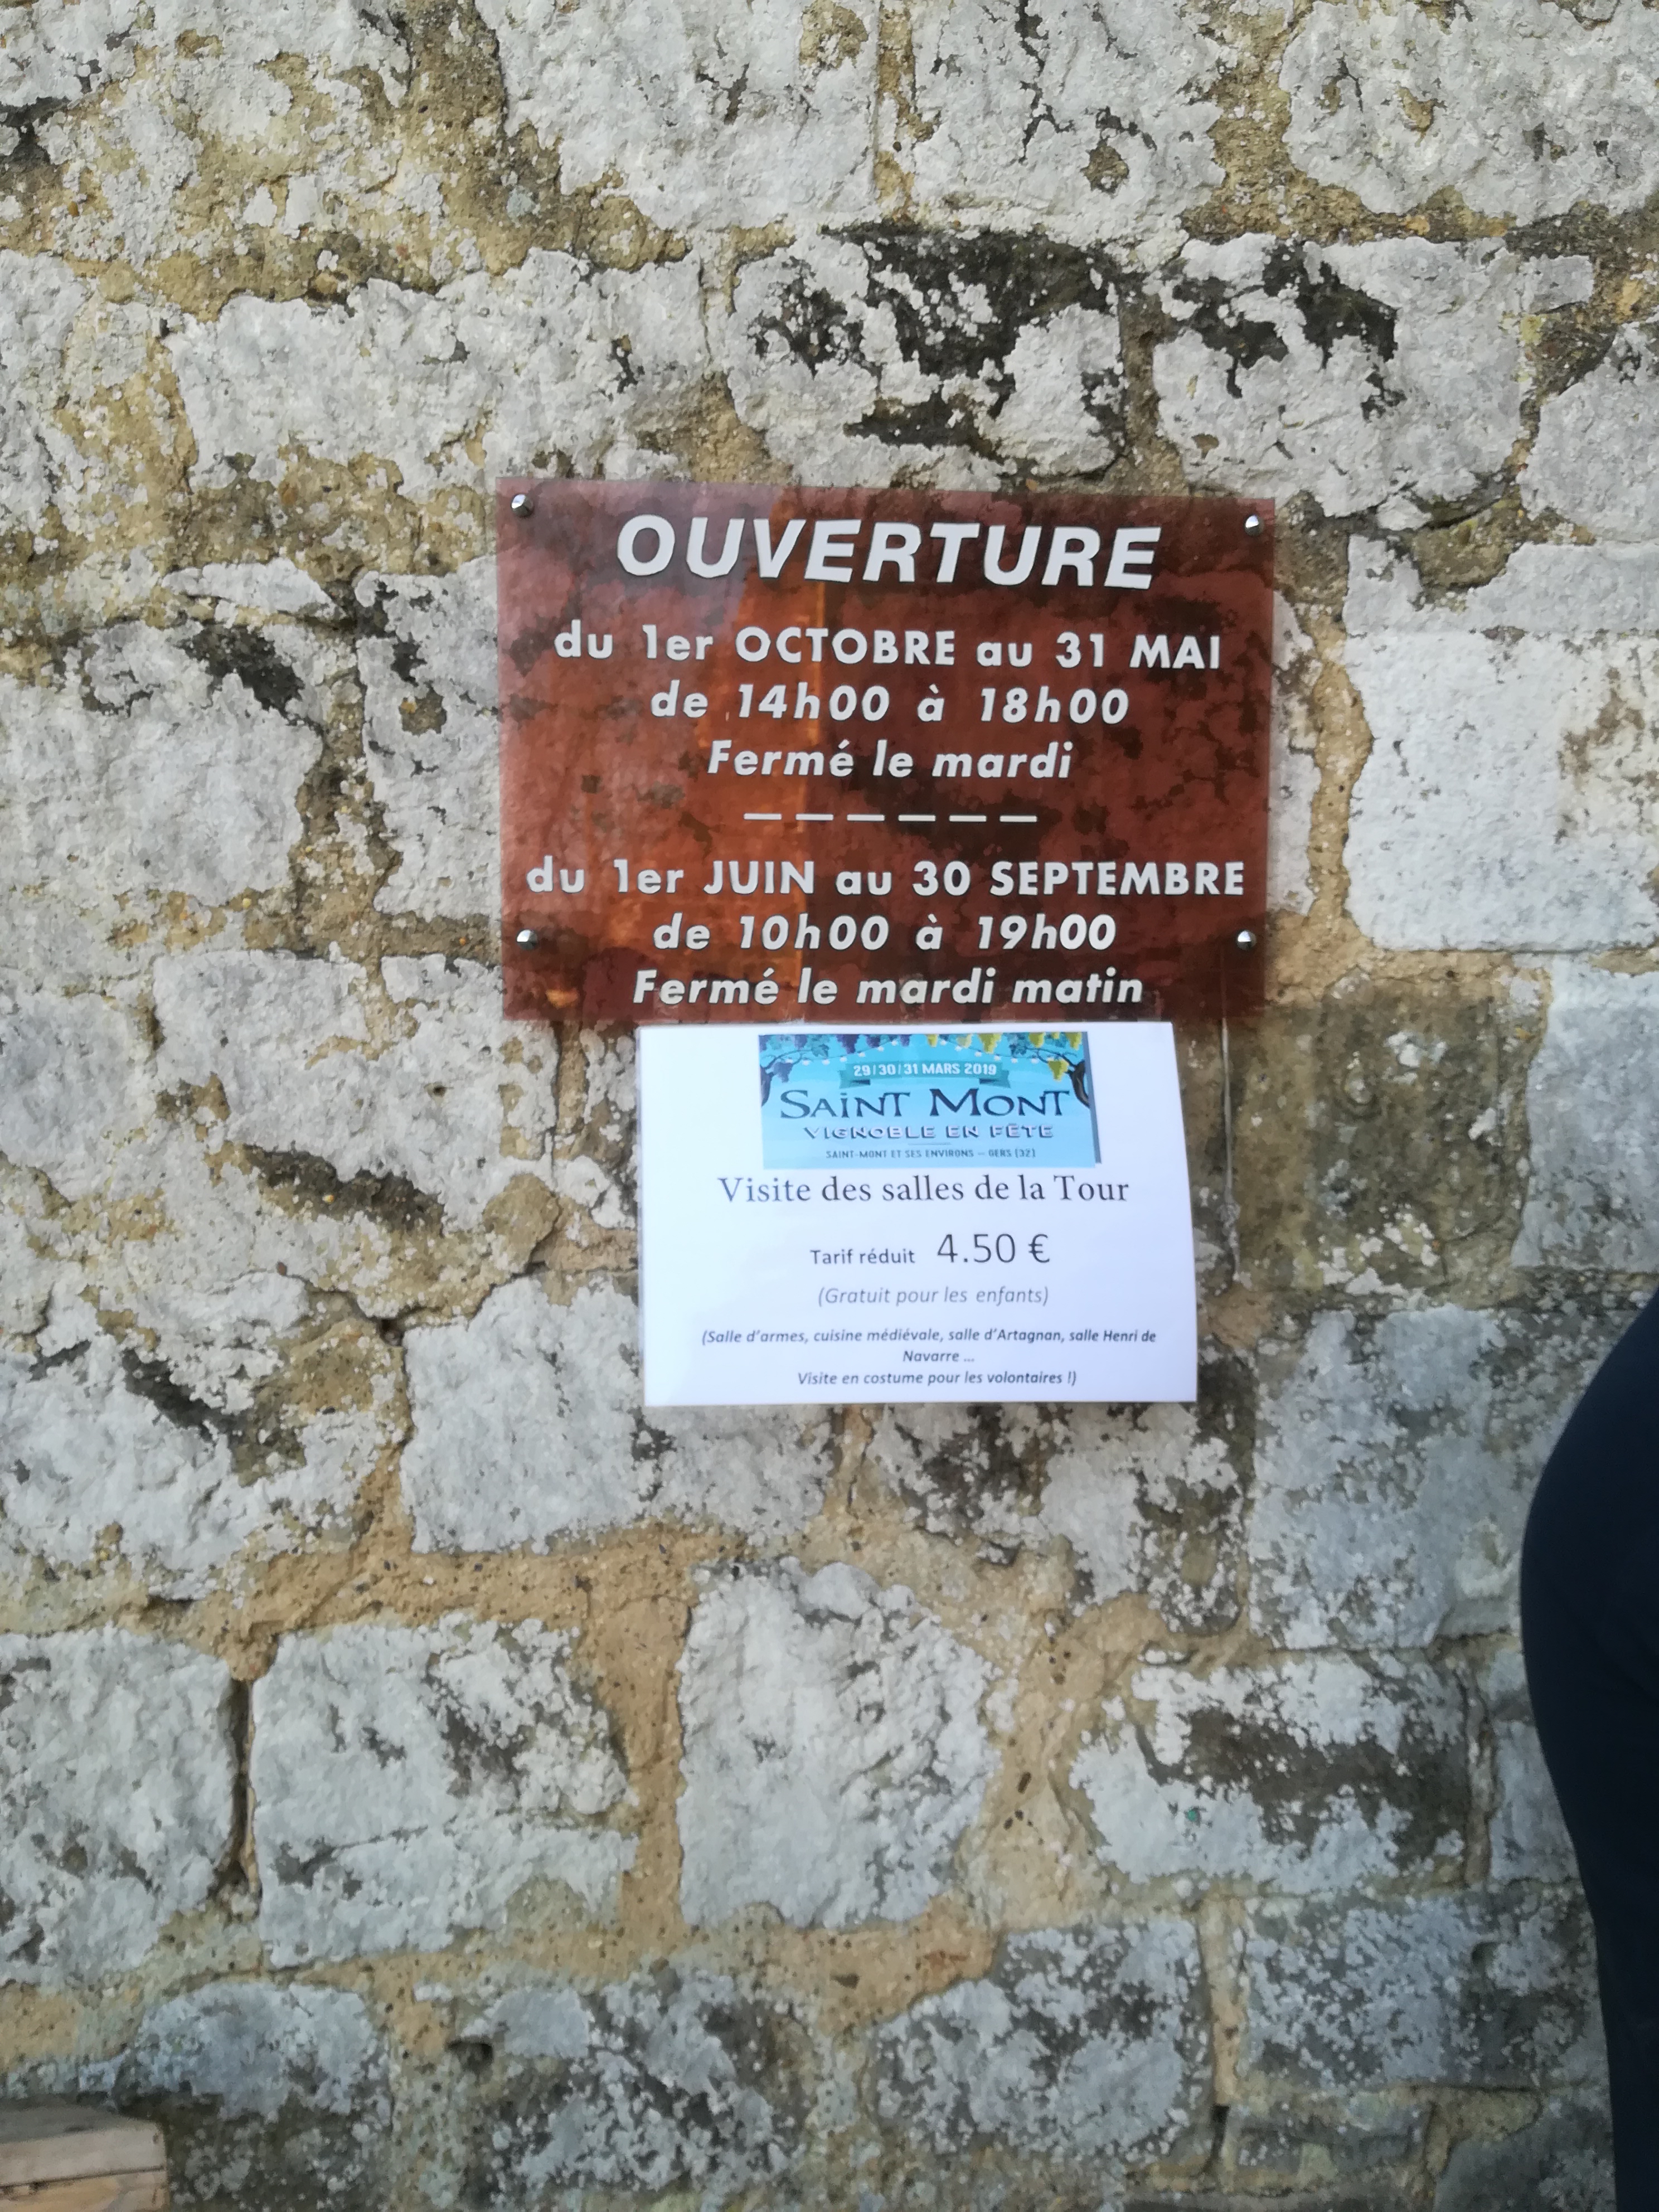 OUVERTURE
du 1er OCTOBRE au 31 MAI
de 14h00 à 18h00
Fermé le mardi
— — — — — —
du 1er JUIN au 30 SEPTEMBRE
de 10h00 à 19h00
Fermé le mardi matin
29/30/31 MARS 2019
SAiNT MONT
VIGNOBLE EN FÊTE
SAINT-MONT ET SES ENVIRONS — GERS (32)
Visite des salles de la Tour
Tarif réduit 4.50 €
(Gratuit pour les enfants)
(Salle d'armes, cuisine médiévale, salle d'Artagnan, salle Henri de
Navarre ...
Visite en costume pour les volontaires !)